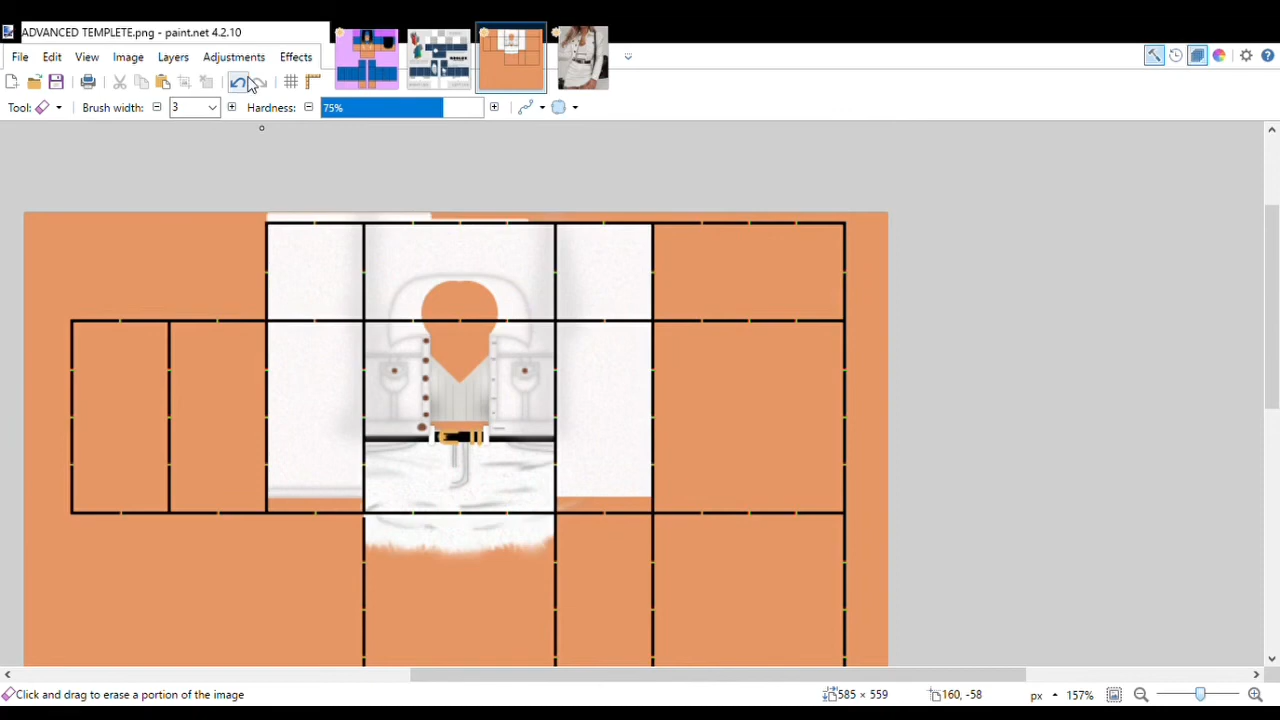 ADVANCED TEMPLETE.png - paint.net 4.2.10
File Edit View Image Layers Adjustments Effects
Tool: Brush width: 3 Hardness: 75%
Click and drag to erase a portion of the image 585 × 559 160, -58 px 157%